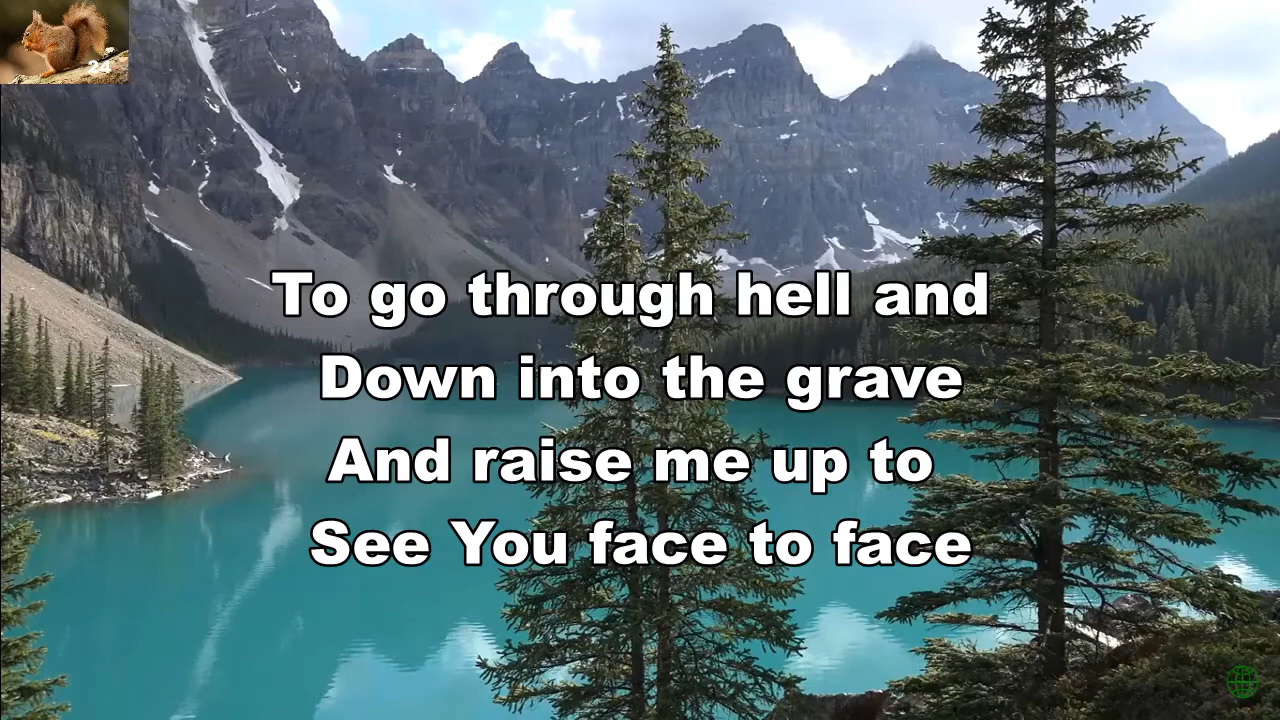 24
To go through hell and
Down into the grave
And raise me up to
See You face to face